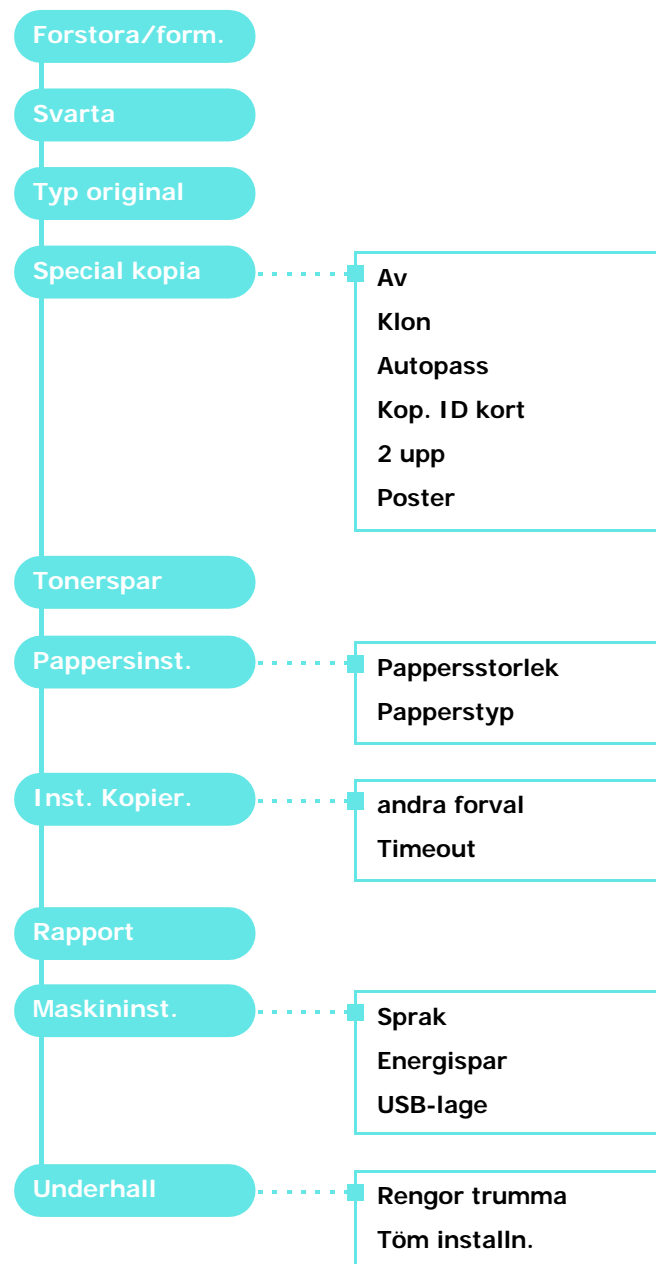 Forstora/form.
Svarta
Typ original
Special kopia
Av
Klon
Autopass
Kop. ID kort
2 upp
Poster
Tonerspar
Pappersinst.
Pappersstorlek
Papperstyp
Inst. Kopier.
andra forval
Timeout
Rapport
Maskininst.
Sprak
Energispar
USB-lage
Underhall
Rengor trumma
Töm installn.